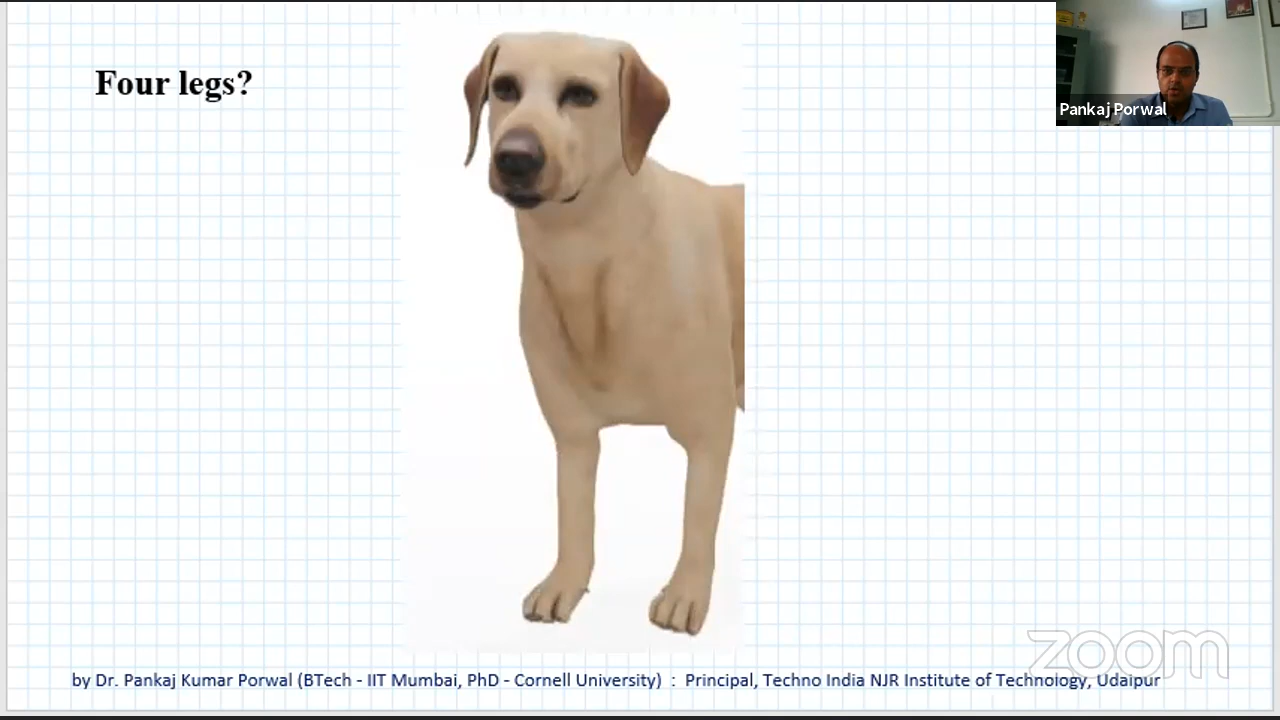 Four legs?
Pankaj Porwal
zoom
by Dr. Pankaj Kumar Porwal (BTech - IIT Mumbai, PhD - Cornell University) : Principal, Techno India NJR Institute of Technology, Udaipur